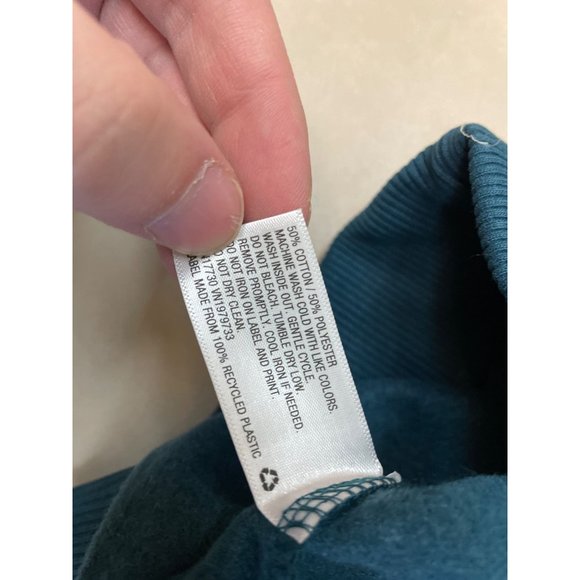 50% COTTON / 50% POLYESTER
MACHINE WASH COLD WITH LIKE COLORS.
WASH INSIDE OUT. GENTLE CYCLE.
DO NOT BLEACH. TUMBLE DRY LOW.
REMOVE PROMPTLY. COOL IRON IF NEEDED.
DO NOT IRON ON LABEL AND PRINT.
DO NOT DRY CLEAN.
VN1979733
LABEL MADE FROM 100% RECYCLED PLASTIC